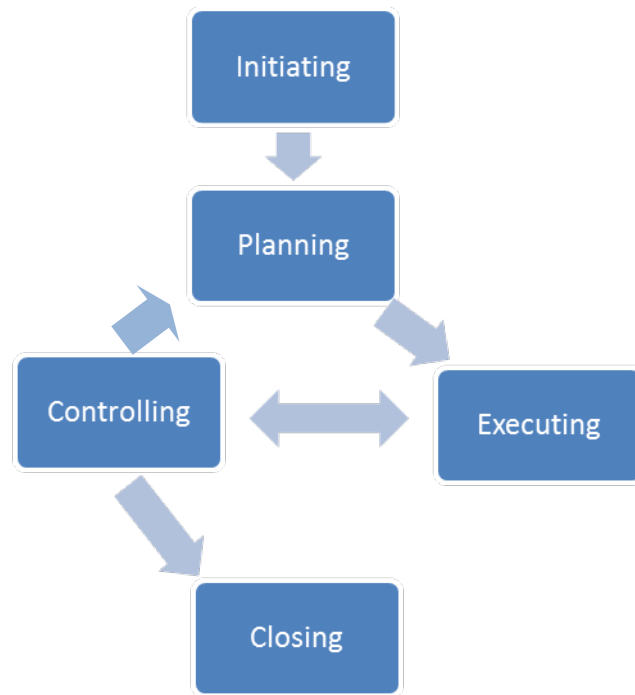 Initiating
Planning
Controlling
Executing
Closing